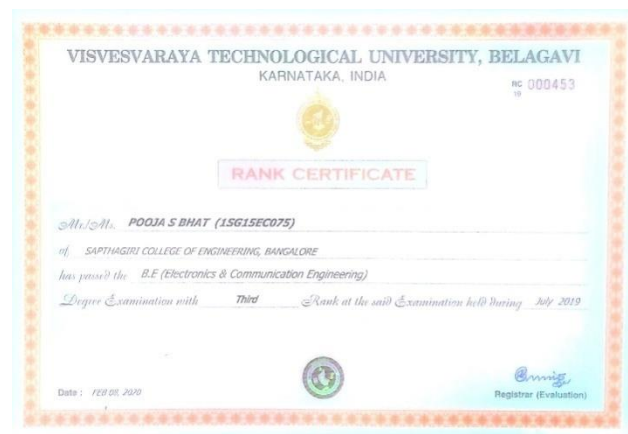 VISVESVARAYA TECHNOLOGICAL UNIVERSITY, BELAGAVI
KARNATAKA, INDIA
RC 000453
19
RANK CERTIFICATE
Mr/Ms. POOJA S BHAT (1SG15EC075)
of SAPTHAGIRI COLLEGE OF ENGINEERING, BANGALORE
has passed the B.E (Electronics & Communication Engineering)
Degree Examination with Third Rank at the said Examination held during July 2019
Date : FEB 08, 2020
Registrar (Evaluation)